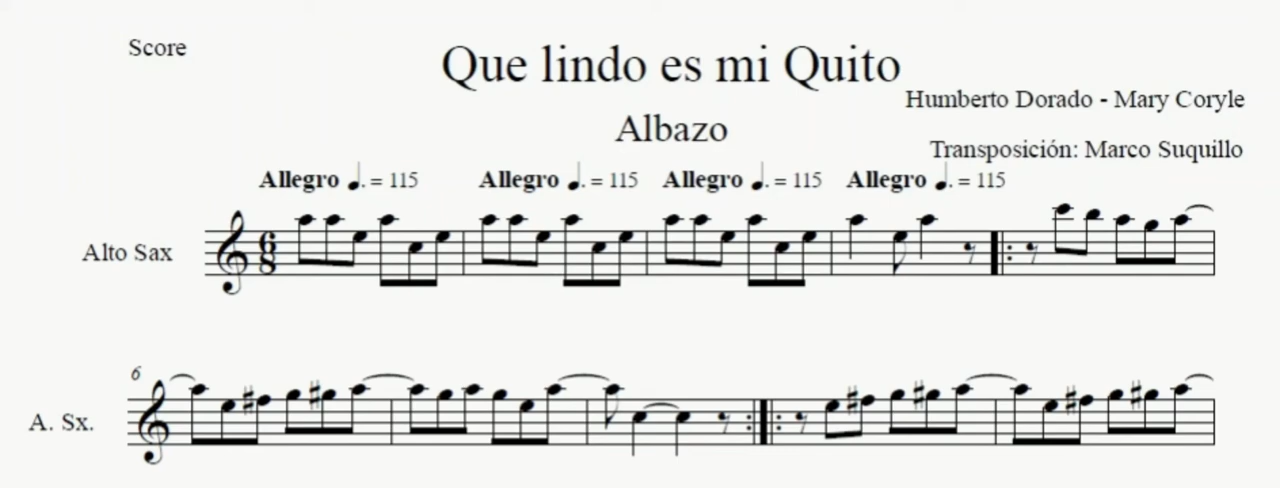 Score
Que lindo es mi Quito
Humberto Dorado - Mary Coryle
Albazo
Transposición: Marco Suquillo
Allegro ♩. = 115 Allegro ♩. = 115 Allegro ♩. = 115 Allegro ♩. = 115
Alto Sax
6
8
6
A. Sx.